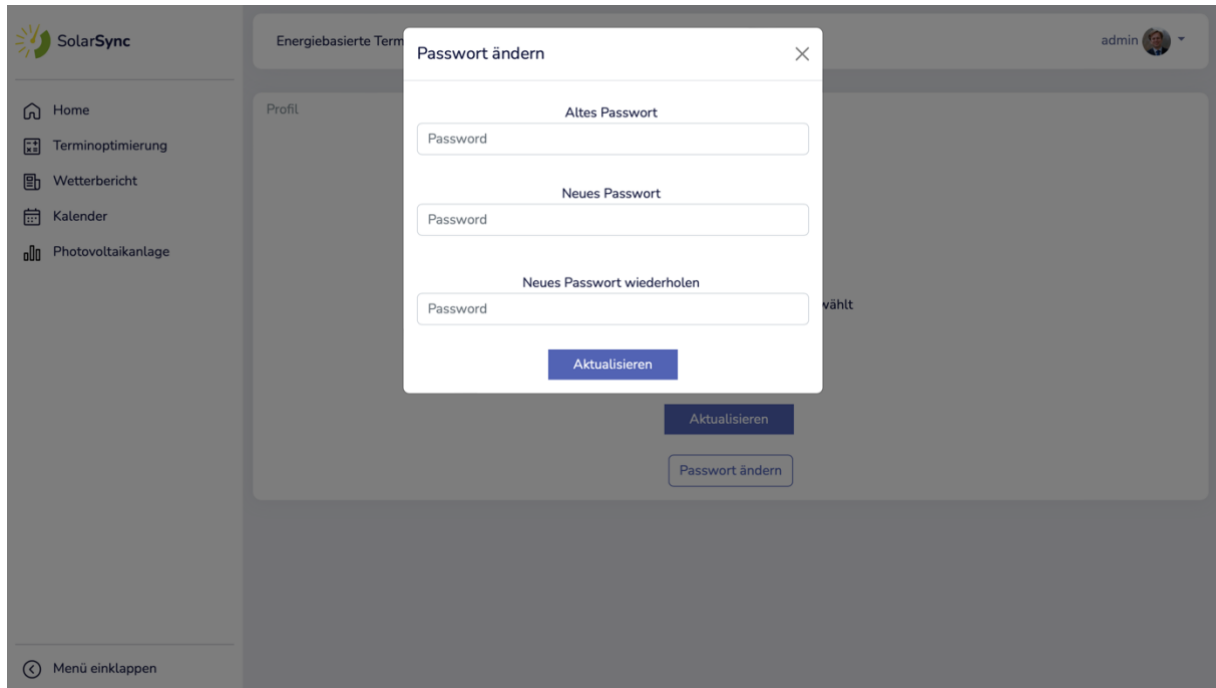 SolarSync
Energiebasierte Term
admin
Passwort ändern
Home
Terminoptimierung
Wetterbericht
Kalender
Photovoltaikanlage
Profil
Altes Passwort
Password
Neues Passwort
Password
Neues Passwort wiederholen
Password
wählt
Aktualisieren
Aktualisieren
Passwort ändern
Menü einklappen